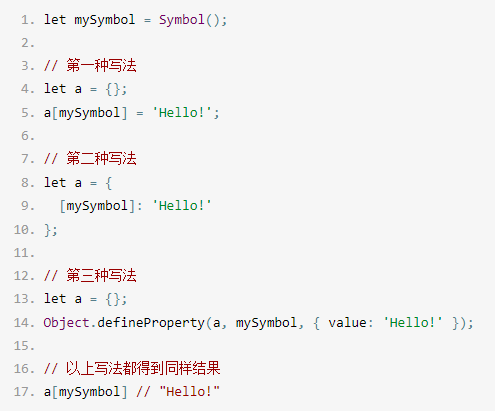 1. let mySymbol = Symbol();
2.
3. // 第一种写法
4. let a = {};
5. a[mySymbol] = 'Hello!';
6.
7. // 第二种写法
8. let a = {
9.   [mySymbol]: 'Hello!'
10. };
11.
12. // 第三种写法
13. let a = {};
14. Object.defineProperty(a, mySymbol, { value: 'Hello!' });
15.
16. // 以上写法都得到同样结果
17. a[mySymbol] // "Hello!"